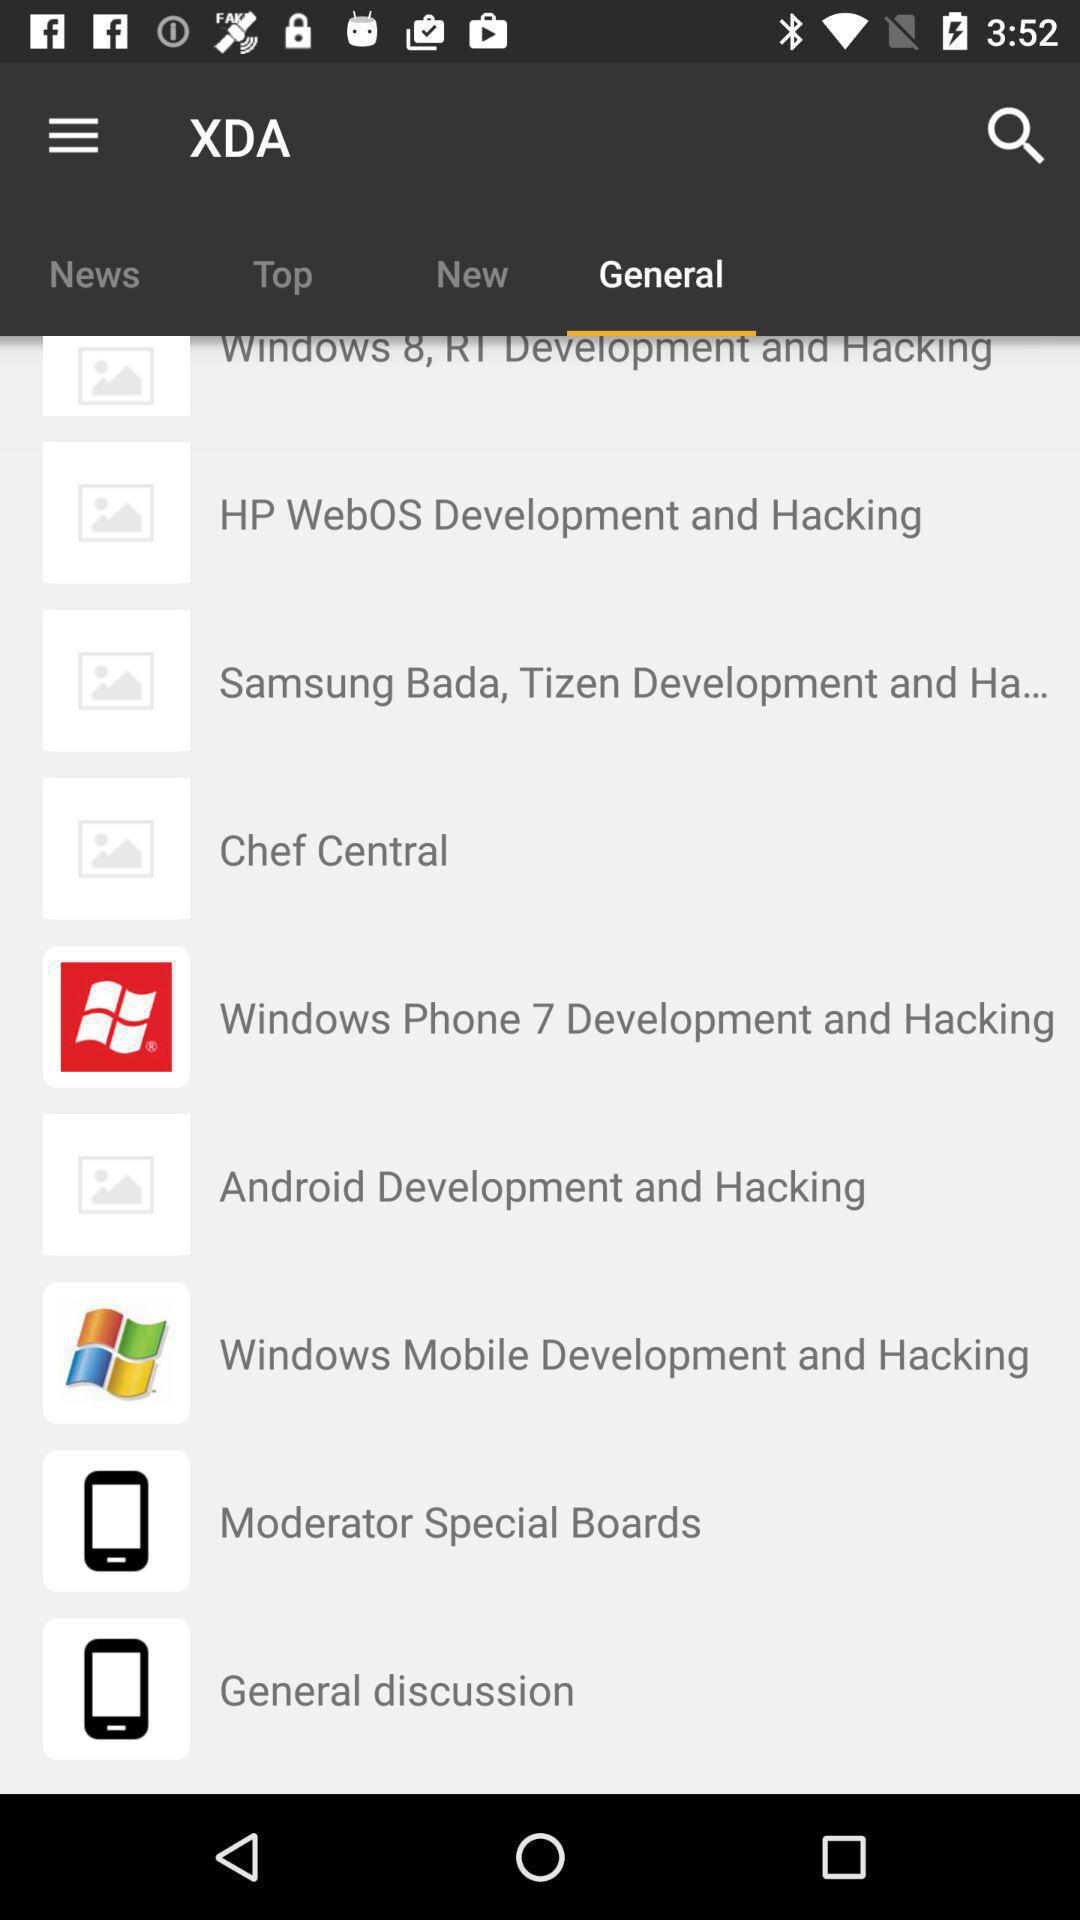 FAKE
3:52
XDA
News
Top
New
General
Windows 8, RT Development and Hacking
HP WebOS Development and Hacking
Samsung Bada, Tizen Development and Ha...
Chef Central
Windows Phone 7 Development and Hacking
Android Development and Hacking
Windows Mobile Development and Hacking
Moderator Special Boards
General discussion